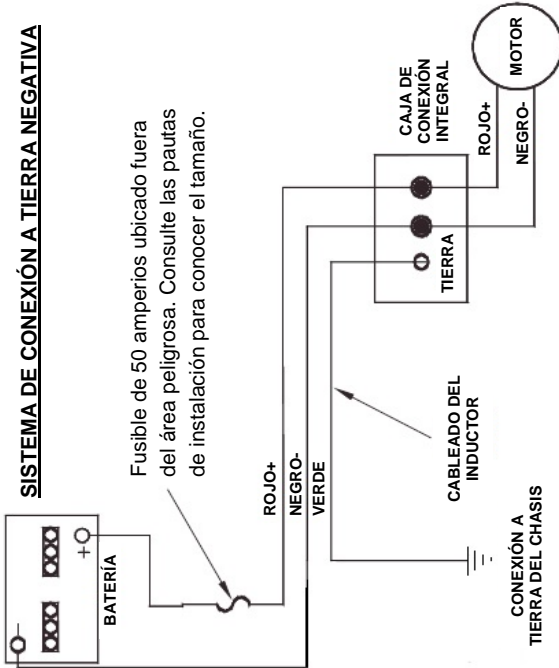 SISTEMA DE CONEXIÓN A TIERRA NEGATIVA
BATERÍA
-
+
Fusible de 50 amperios ubicado fuera
del área peligrosa. Consulte las pautas
de instalación para conocer el tamaño.
ROJO+
NEGRO-
VERDE
CABLEADO DEL
INDUCTOR
CONEXIÓN A
TIERRA DEL CHASIS
CAJA DE
CONEXIÓN
INTEGRAL
TIERRA
ROJO+
NEGRO-
MOTOR